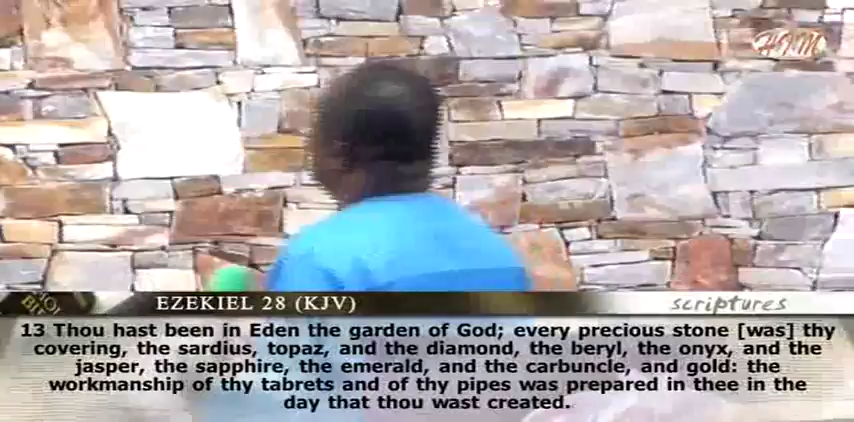 HIM
EZEKIEL 28 (KJV)
scriptures
13 Thou hast been in Eden the garden of God; every precious stone [was] thy
covering, the sardius, topaz, and the diamond, the beryl, the onyx, and the
jasper, the sapphire, the emerald, and the carbuncle, and gold: the
workmanship of thy tabrets and of thy pipes was prepared in thee in the
day that thou wast created.